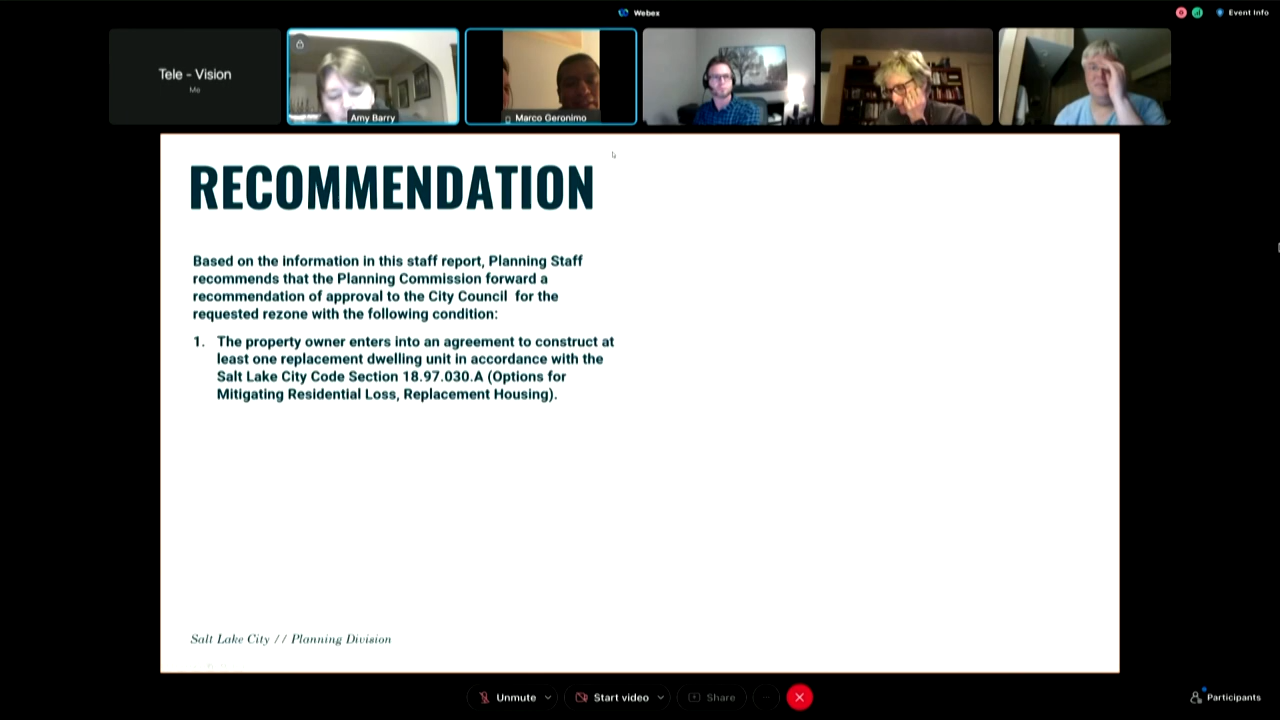 Webex
Event Info
Tele - Vision
Me
Amy Barry
Marco Geronimo
RECOMMENDATION
Based on the information in this staff report, Planning Staff
recommends that the Planning Commission forward a
recommendation of approval to the City Council for the
requested rezone with the following condition:
1. The property owner enters into an agreement to construct at
least one replacement dwelling unit in accordance with the
Salt Lake City Code Section 18.97.030.A (Options for
Mitigating Residential Loss, Replacement Housing).
Salt Lake City // Planning Division
Unmute
Start video
Share
Participants